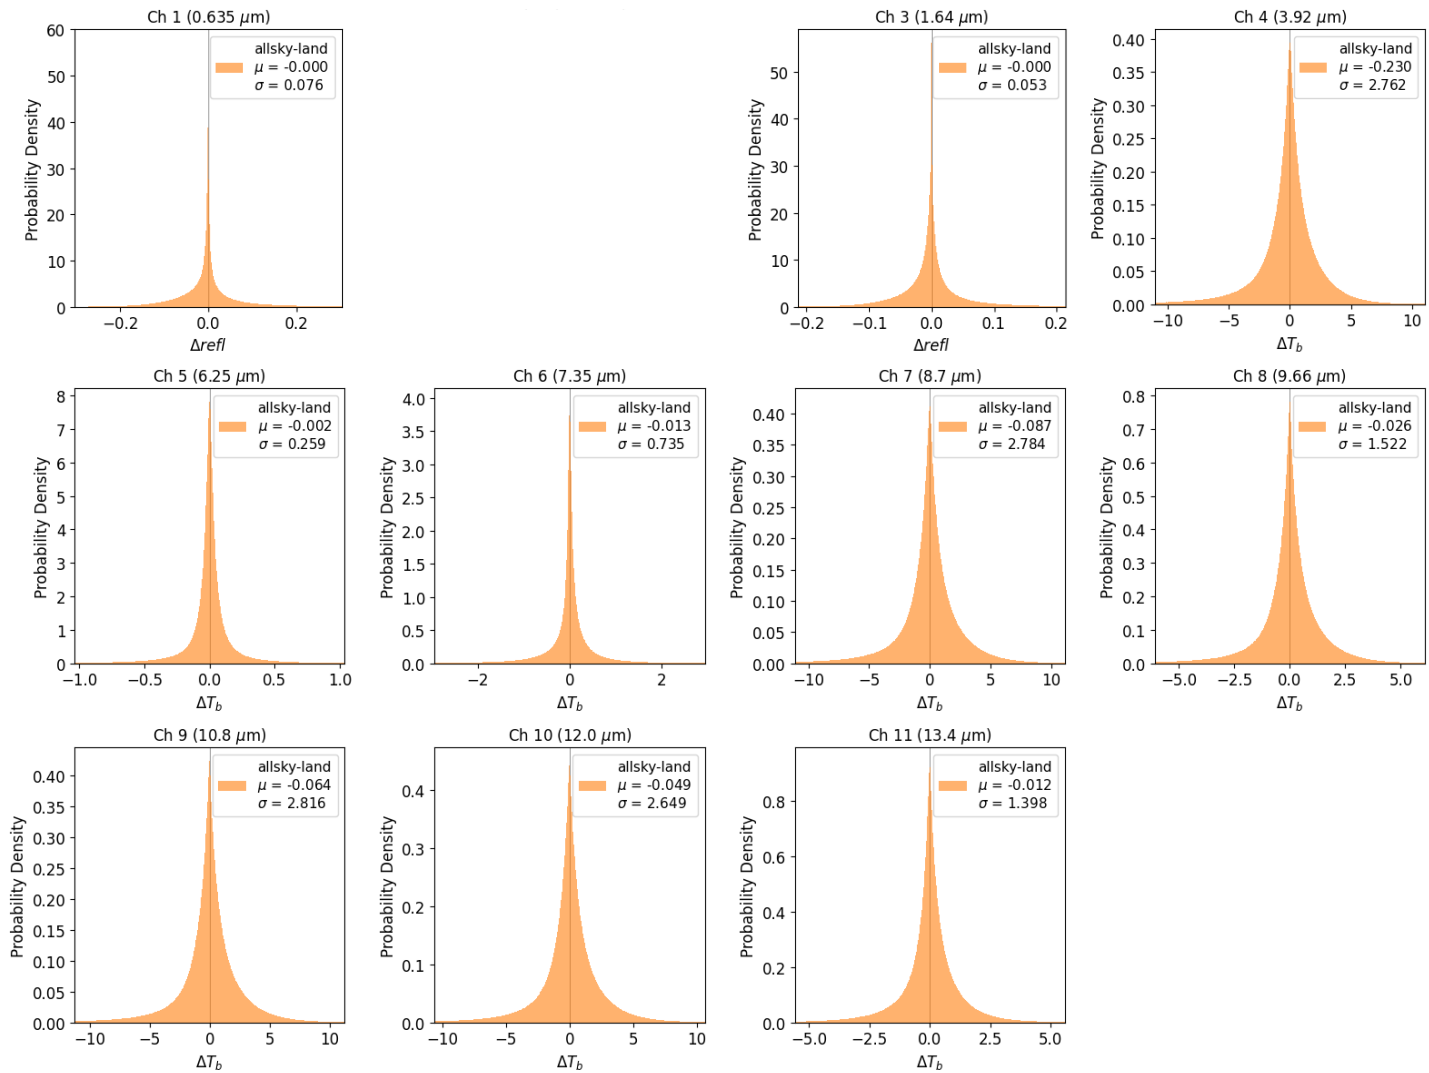 Ch 1 (0.635 μm)
60
50
40
30
20
10
0
Probability Density
allsky-land
μ = -0.000
σ = 0.076
−0.2
0.0
0.2
Δrefl
Ch 3 (1.64 μm)
50
40
30
20
10
0
Probability Density
allsky-land
μ = -0.000
σ = 0.053
−0.2
−0.1
0.0
0.1
0.2
Δrefl
Ch 4 (3.92 μm)
0.40
0.35
0.30
0.25
0.20
0.15
0.10
0.05
0.00
Probability Density
allsky-land
μ = -0.230
σ = 2.762
−10
−5
0
5
10
ΔTb
Ch 5 (6.25 μm)
8
7
6
5
4
3
2
1
0
Probability Density
allsky-land
μ = -0.002
σ = 0.259
−1.0
−0.5
0.0
0.5
1.0
ΔTb
Ch 6 (7.35 μm)
4.0
3.5
3.0
2.5
2.0
1.5
1.0
0.5
0.0
Probability Density
allsky-land
μ = -0.013
σ = 0.735
−2
0
2
ΔTb
Ch 7 (8.7 μm)
0.40
0.35
0.30
0.25
0.20
0.15
0.10
0.05
0.00
Probability Density
allsky-land
μ = -0.087
σ = 2.784
−10
−5
0
5
10
ΔTb
Ch 8 (9.66 μm)
0.8
0.7
0.6
0.5
0.4
0.3
0.2
0.1
0.0
Probability Density
allsky-land
μ = -0.026
σ = 1.522
−5.0
−2.5
0.0
2.5
5.0
ΔTb
Ch 9 (10.8 μm)
0.40
0.35
0.30
0.25
0.20
0.15
0.10
0.05
0.00
Probability Density
allsky-land
μ = -0.064
σ = 2.816
−10
−5
0
5
10
ΔTb
Ch 10 (12.0 μm)
0.4
0.3
0.2
0.1
0.0
Probability Density
allsky-land
μ = -0.049
σ = 2.649
−10
−5
0
5
10
ΔTb
Ch 11 (13.4 μm)
0.8
0.6
0.4
0.2
0.0
Probability Density
allsky-land
μ = -0.012
σ = 1.398
−5.0
−2.5
0.0
2.5
5.0
ΔTb